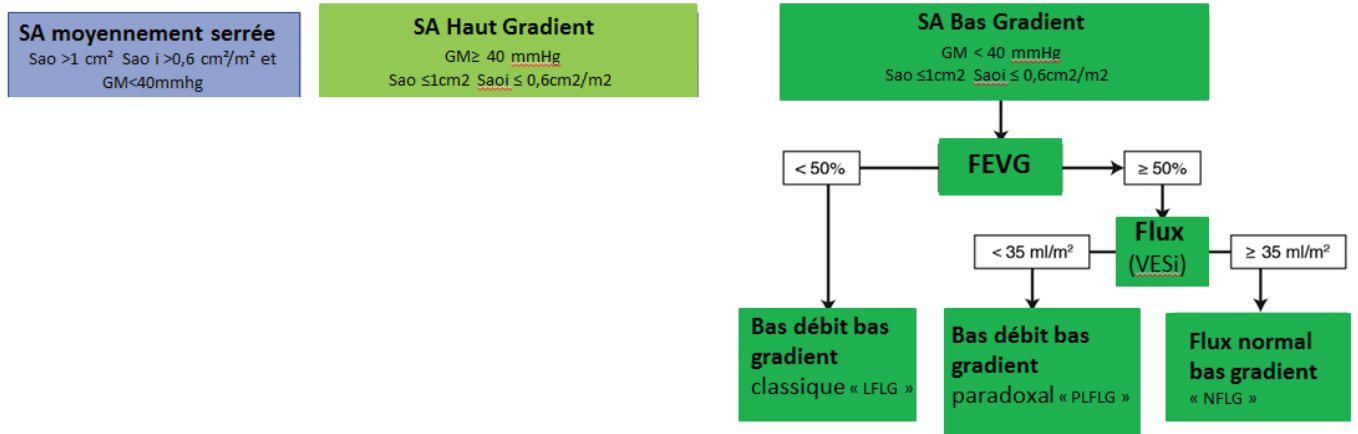 SA moyennement serrée
Sao >1 cm² Sao i >0,6 cm²/m² et
GM<40mmhg
SA Haut Gradient
GM≥ 40 mmHg
Sao ≤1cm2 Saoi ≤ 0,6cm2/m2
SA Bas Gradient
GM < 40 mmHg
Sao ≤1cm2 Saoi ≤ 0,6cm2/m2
< 50%
FEVG
≥ 50%
< 35 ml/m²
Flux
(VESi)
≥ 35 ml/m²
Bas débit bas
gradient
classique « LFLG »
Bas débit bas
gradient
paradoxal « PLFLG »
Flux normal
bas gradient
« NFLG »